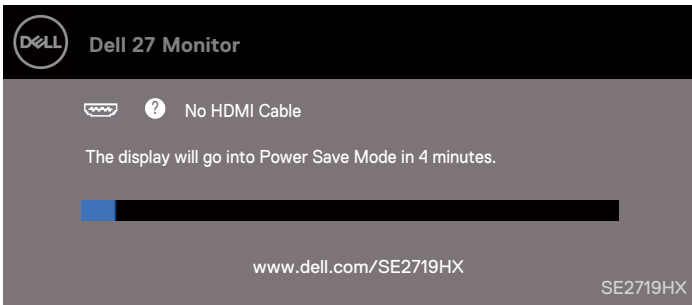 DELL
Dell 27 Monitor
? No HDMI Cable
The display will go into Power Save Mode in 4 minutes.
www.dell.com/SE2719HX
SE2719HX